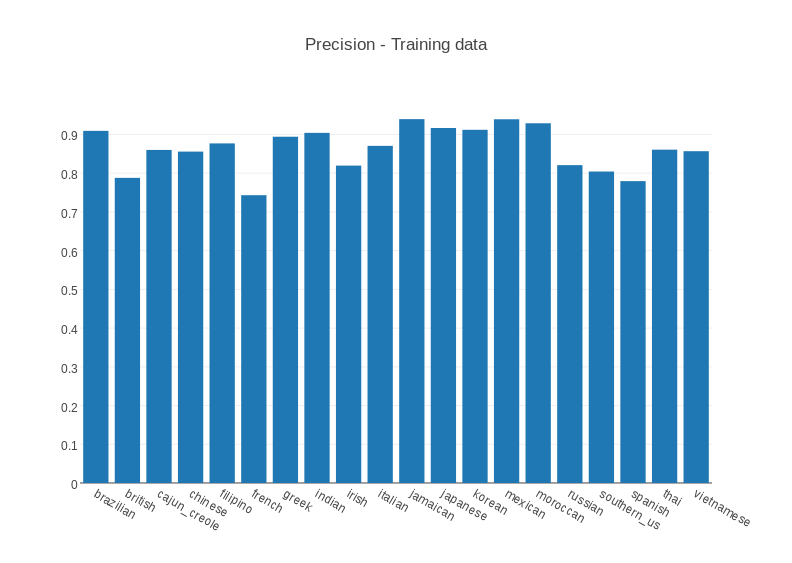 Precision - Training data
0.9
0.8
0.7
0.6
0.5
0.4
0.3
0.2
0.1
0
brazilian
british
cajun_creole
chinese
filipino
french
greek
indian
irish
italian
jamaican
japanese
korean
mexican
moroccan
russian
southern_us
spanish
thai
vietnamese